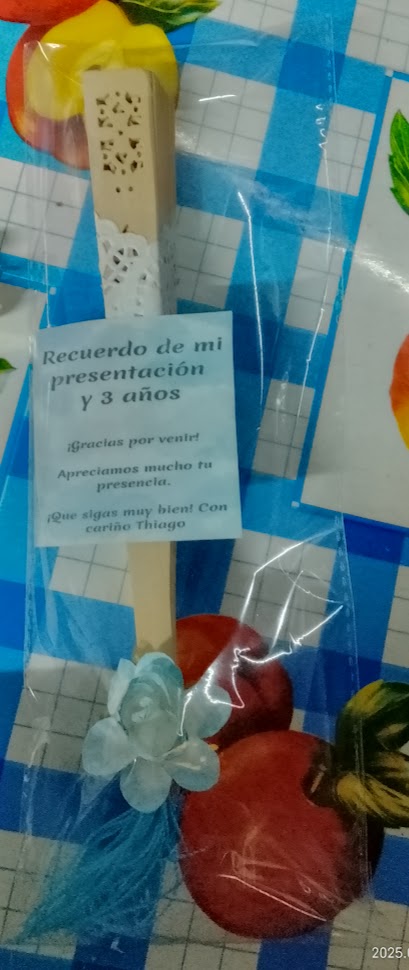 Recuerdo de mi
presentación
y 3 años
¡Gracias por venir!
Apreciamos mucho tu
presencia.
¡Que sigas muy bien! Con
cariño Thiago
2025.